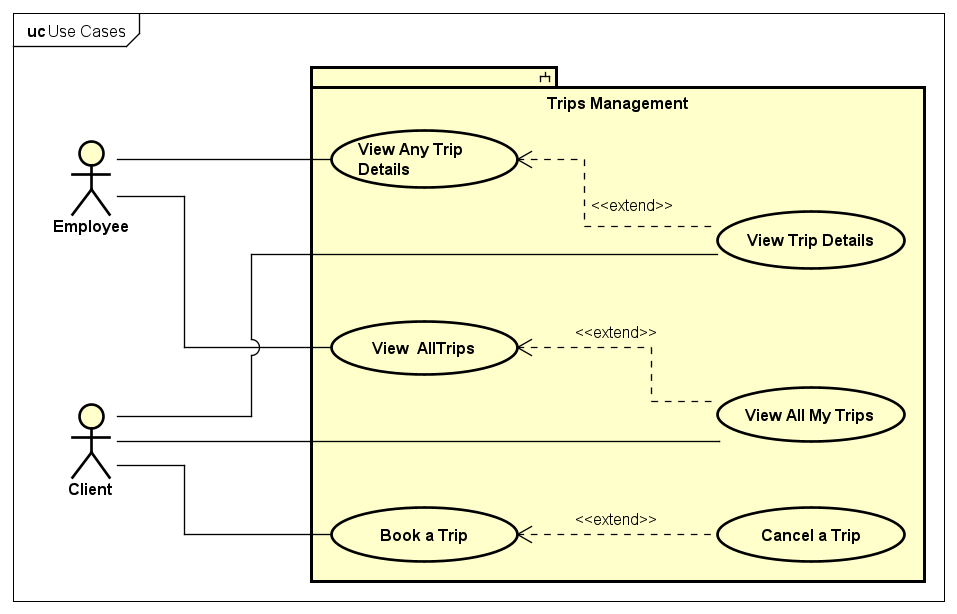 uc Use Cases
Trips Management
View Any Trip
Details
<<extend>>
Employee
View Trip Details
<<extend>>
View  AllTrips
View All My Trips
Client
<<extend>>
Book a Trip
Cancel a Trip